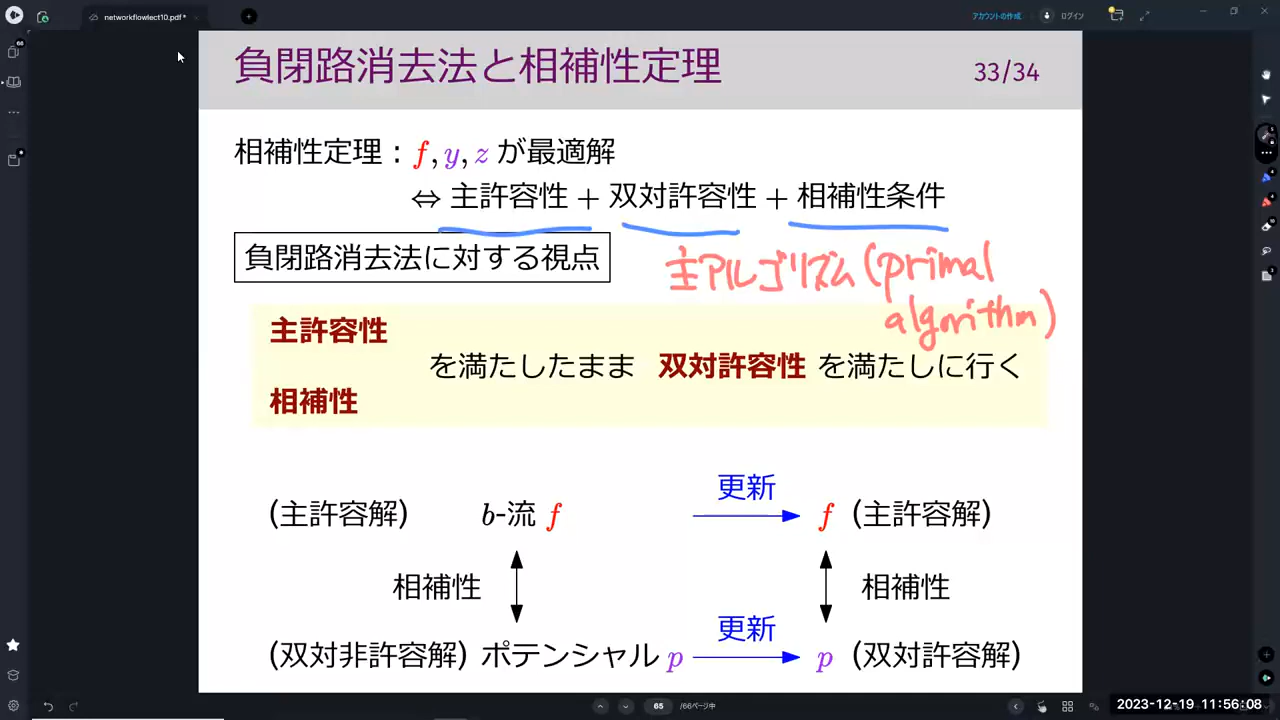 networkflowlect10.pdf *
アカウントの作成
ログイン
負閉路消去法と相補性定理
33/34
相補性定理：f, y, z が最適解
⇔ 主許容性 + 双対許容性 + 相補性条件
負閉路消去法に対する視点
主アルゴリズム (primal
algorithm)
主許容性
を満たしたまま 双対許容性 を満たしに行く
相補性
更新
(主許容解) b-流 f
f (主許容解)
相補性
相補性
更新
(双対非許容解) ポテンシャル p
p (双対許容解)
65
/66ページ中
2023-12-19 11:56:08